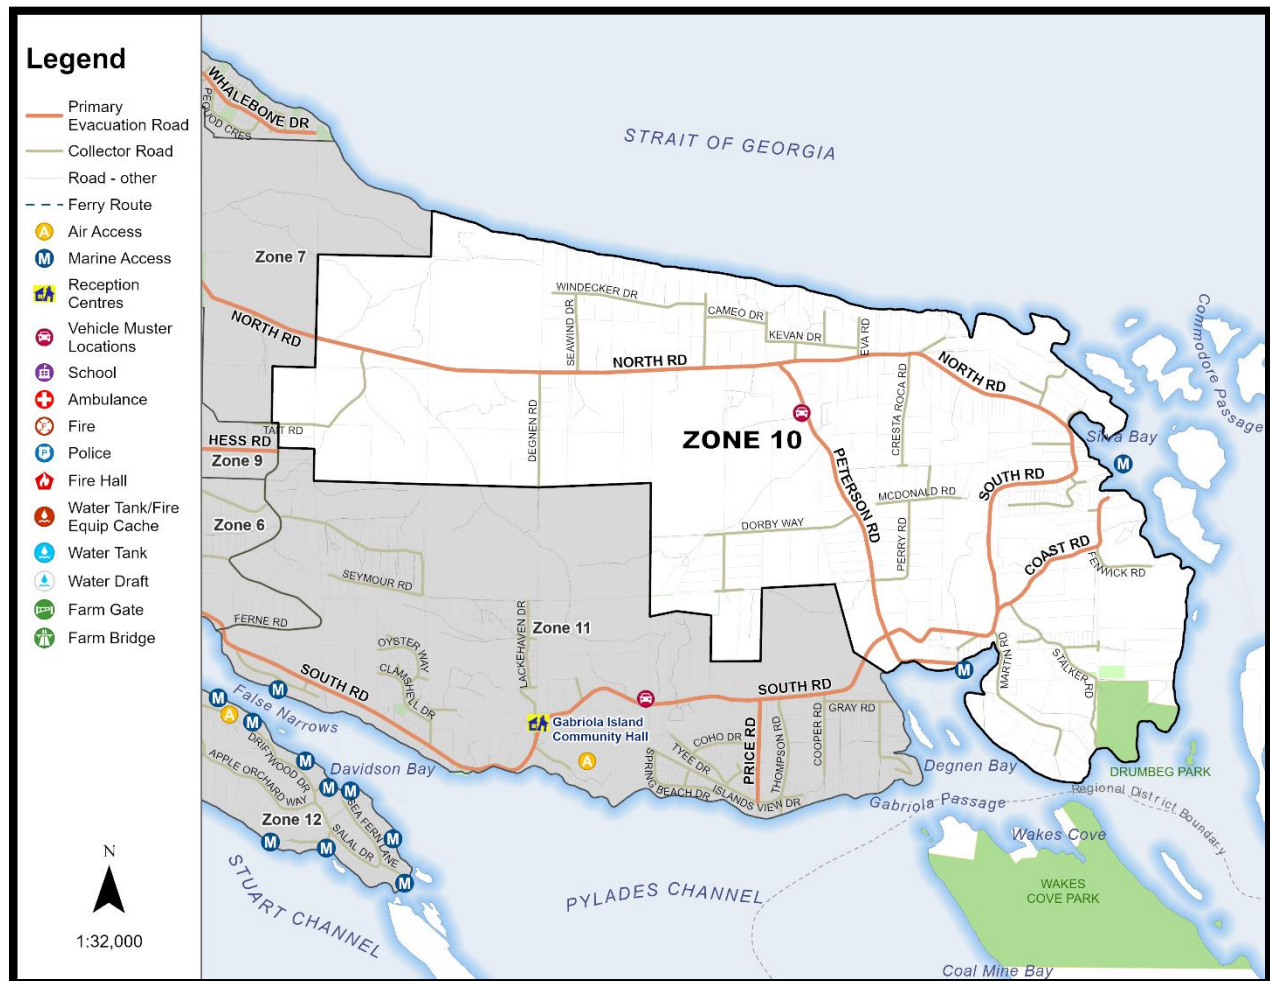 Legend
Primary
Evacuation Road
Collector Road
Road - other
Ferry Route
A Air Access
M Marine Access
Reception
Centres
Vehicle Muster
Locations
School
Ambulance
F Fire
P Police
Fire Hall
Water Tank/Fire
Equip Cache
Water Tank
Water Draft
Farm Gate
Farm Bridge
N
1:32,000
WHALEBONE DR
PEQUOD CRES
STRAIT OF GEORGIA
Zone 7
NORTH RD
WINDECKER DR
SEAWIND DR
CAMEO DR
KEVAN DR
EVA RD
NORTH RD
NORTH RD
Commodore Passage
TAIT RD
HESS RD
Zone 9
DEGNEN RD
ZONE 10
CRESTA ROCA RD
Silva Bay
M
PETERSON RD
SOUTH RD
MCDONALD RD
Zone 6
DORBY WAY
PERRY RD
COAST RD
FENWICK RD
SEYMOUR RD
FERNE RD
LACKEHAVEN DR
Zone 11
OYSTER WAY
CLAMSHELL DR
MARTIN RD
STALKER RD
M
SOUTH RD
SOUTH RD
GRAY RD
M
M
A
M
False Narrows
Gabriola Island
Community Hall
PRICE RD
THOMPSON RD
COOPER RD
COHO DR
TYEE DR
SPRING BEACH DR
ISLANDS VIEW DR
A
DRIFTWOOD DR
M
Davidson Bay
M
M
APPLE ORCHARD WAY
SEA FERN LANE
Zone 12
SALAL DR
M
M
M
M
Degnen Bay
DRUMBEG PARK
Gabriola Passage
Regional District Boundary
Wakes Cove
STUART CHANNEL
PYLADES CHANNEL
WAKES
COVE PARK
Coal Mine Bay